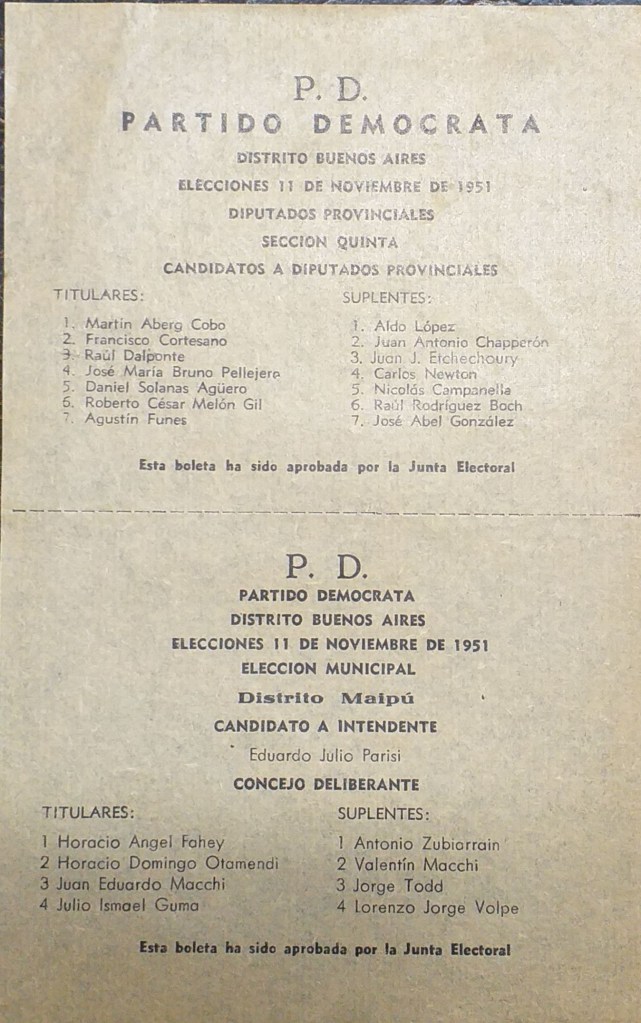 P. D.
PARTIDO DEMOCRATA
DISTRITO BUENOS AIRES
ELECCIONES 11 DE NOVIEMBRE DE 1951
DIPUTADOS PROVINCIALES
SECCION QUINTA
CANDIDATOS A DIPUTADOS PROVINCIALES
TITULARES:
1. Martín Aberg Cobo
2. Francisco Cortesano
3. Raúl Dalponte
4. José María Bruno Pellejero
5. Daniel Solanas Agüero
6. Roberto César Melón Gil
7. Agustín Funes
SUPLENTES:
1. Aldo López
2. Juan Antonio Chapperón
3. Juan J. Etchechoury
4. Carlos Newton
5. Nicolás Campanella
6. Raúl Rodríguez Boch
7. José Abel González
Esta boleta ha sido aprobada por la Junta Electoral
P. D.
PARTIDO DEMOCRATA
DISTRITO BUENOS AIRES
ELECCIONES 11 DE NOVIEMBRE DE 1951
ELECCION MUNICIPAL
Distrito Maipú
CANDIDATO A INTENDENTE
Eduardo Julio Parisi
CONCEJO DELIBERANTE
TITULARES:
1 Horacio Angel Fahey
2 Horacio Domingo Otamendi
3 Juan Eduardo Macchi
4 Julio Ismael Guma
SUPLENTES:
1 Antonio Zubiarrain
2 Valentín Macchi
3 Jorge Todd
4 Lorenzo Jorge Volpe
Esta boleta ha sido aprobada por la Junta Electoral